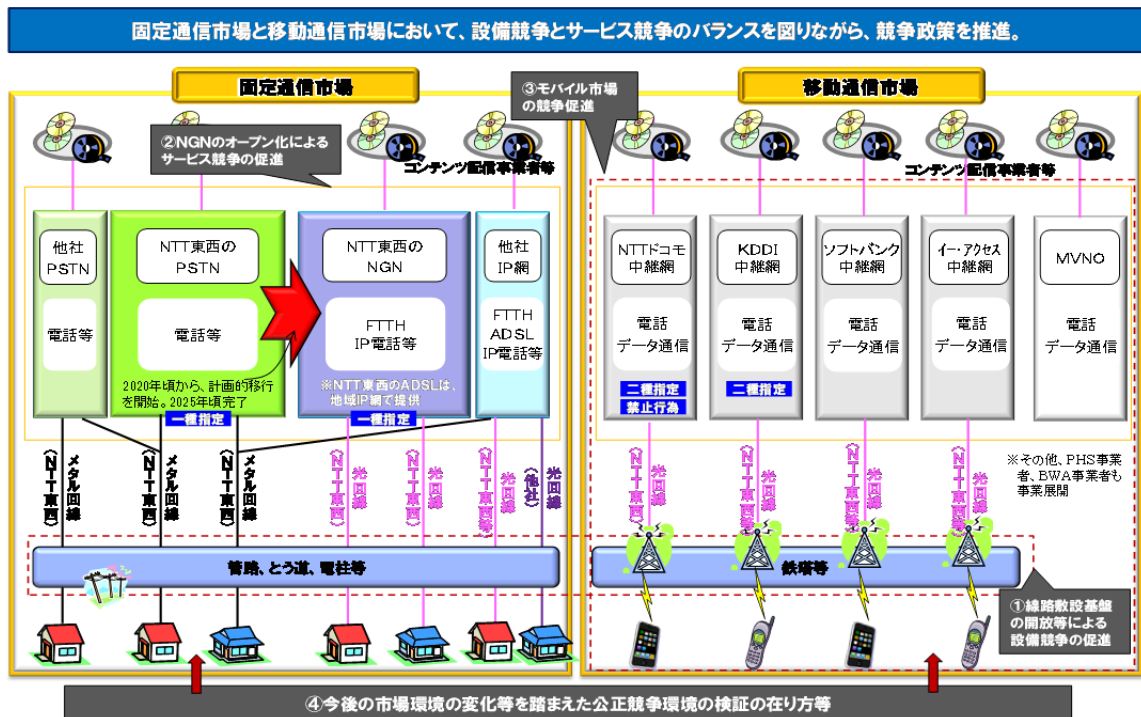 固定通信市場と移動通信市場において、設備競争とサービス競争のバランスを図りながら、競争政策を推進。
固定通信市場
②NGNのオープン化による
サービス競争の促進
コンテンツ配信事業者等
他社
PSTN
電話等
NTT東西の
PSTN
電話等
2020年頃から、計画的移行
を開始。2025年頃完了
一種指定
NTT東西の
NGN
FTTH
IP電話等
※NTT東西のADSLは、
地域IP網で提供
一種指定
他社
IP網
FTTH
ADSL
IP電話等
メタル回線
(NTT東西)
メタル回線
(NTT東西)
メタル回線
(NTT東西)
光回線
(NTT東西)
光回線
(NTT東西)
光回線
(NTT東西等)
光回線
(他社)
管路、とう道、電柱等
③モバイル市場
の競争促進
移動通信市場
コンテンツ配信事業者等
NTTドコモ
中継網
電話
データ通信
二種指定
禁止行為
KDDI
中継網
電話
データ通信
二種指定
ソフトバンク
中継網
電話
データ通信
イー・アクセス
中継網
電話
データ通信
MVNO
電話
データ通信
光回線
(NTT東西)
光回線
(NTT東西等)
光回線
(NTT東西等)
光回線
(NTT東西等)
※その他、PHS事業
者、BWA事業者も
事業展開
鉄塔等
①線路敷設基盤
の開放等による
設備競争の促進
④今後の市場環境の変化等を踏まえた公正競争環境の検証の在り方等